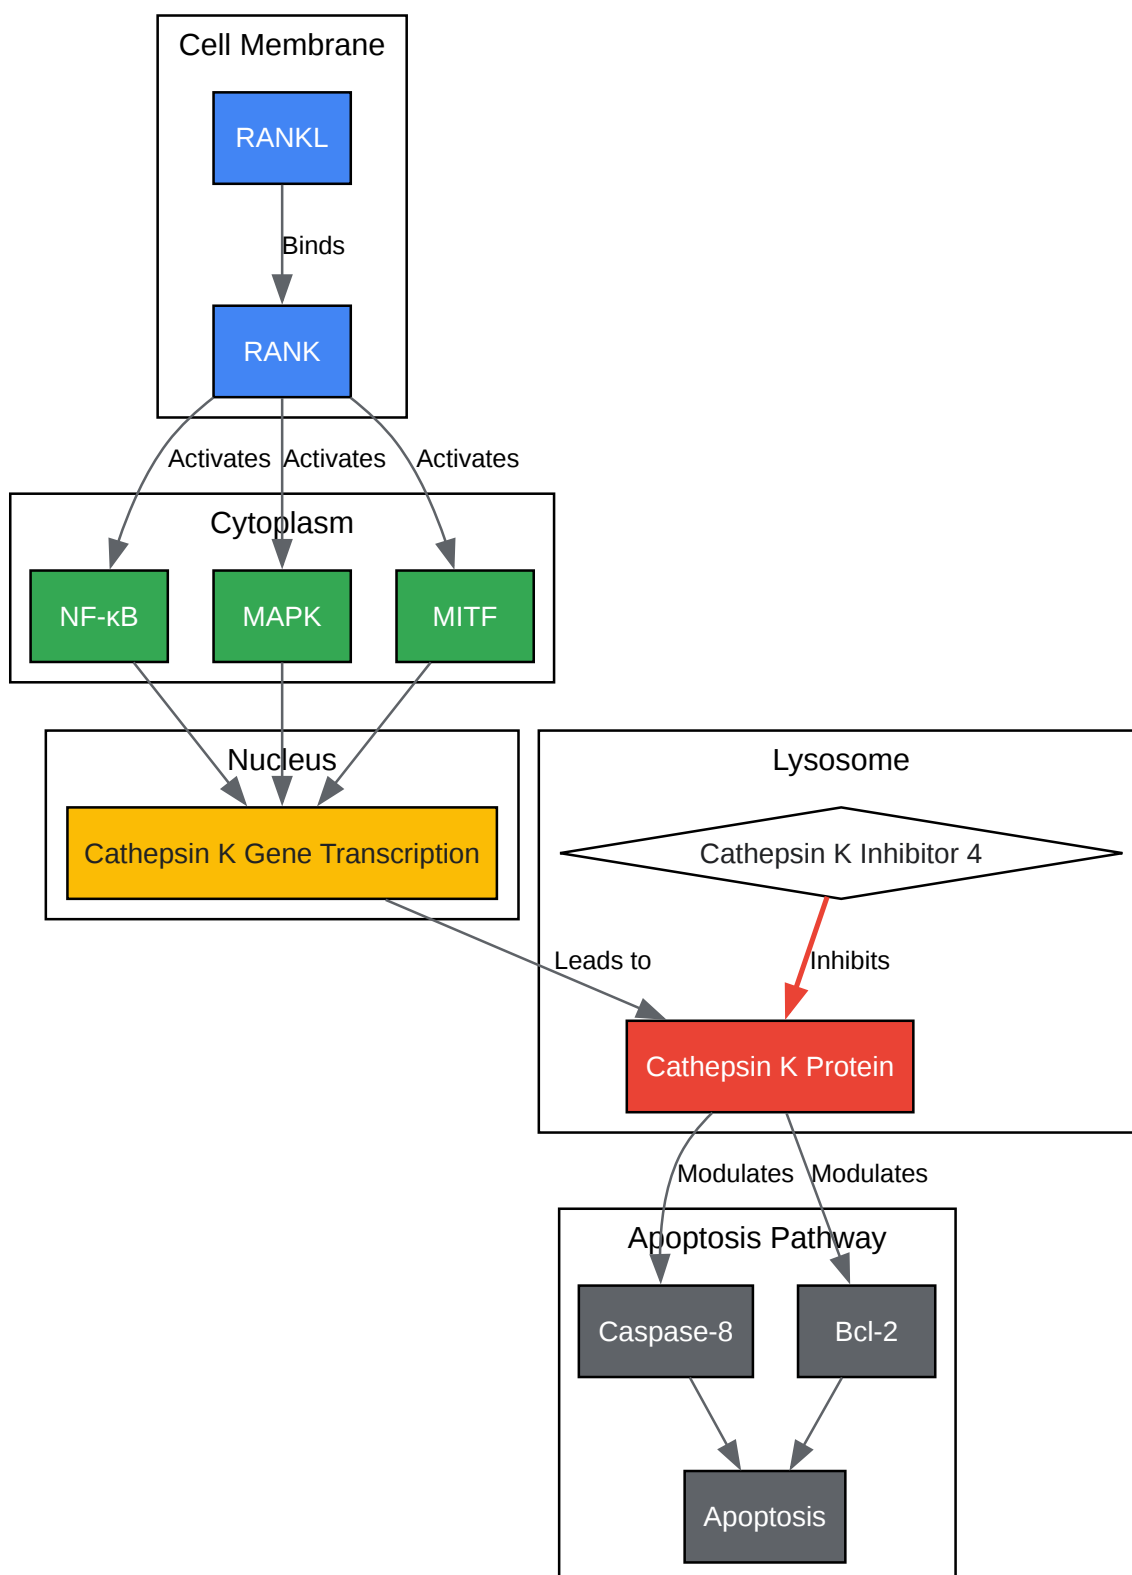 Cell Membrane
RANKL
Binds
RANK
Activates
Activates
Activates
Cytoplasm
NF-κB
MAPK
MITF
Nucleus
Lysosome
Cathepsin K Gene Transcription
Cathepsin K Inhibitor 4
Leads to
Inhibits
Cathepsin K Protein
Modulates
Modulates
Apoptosis Pathway
Caspase-8
Bcl-2
Apoptosis